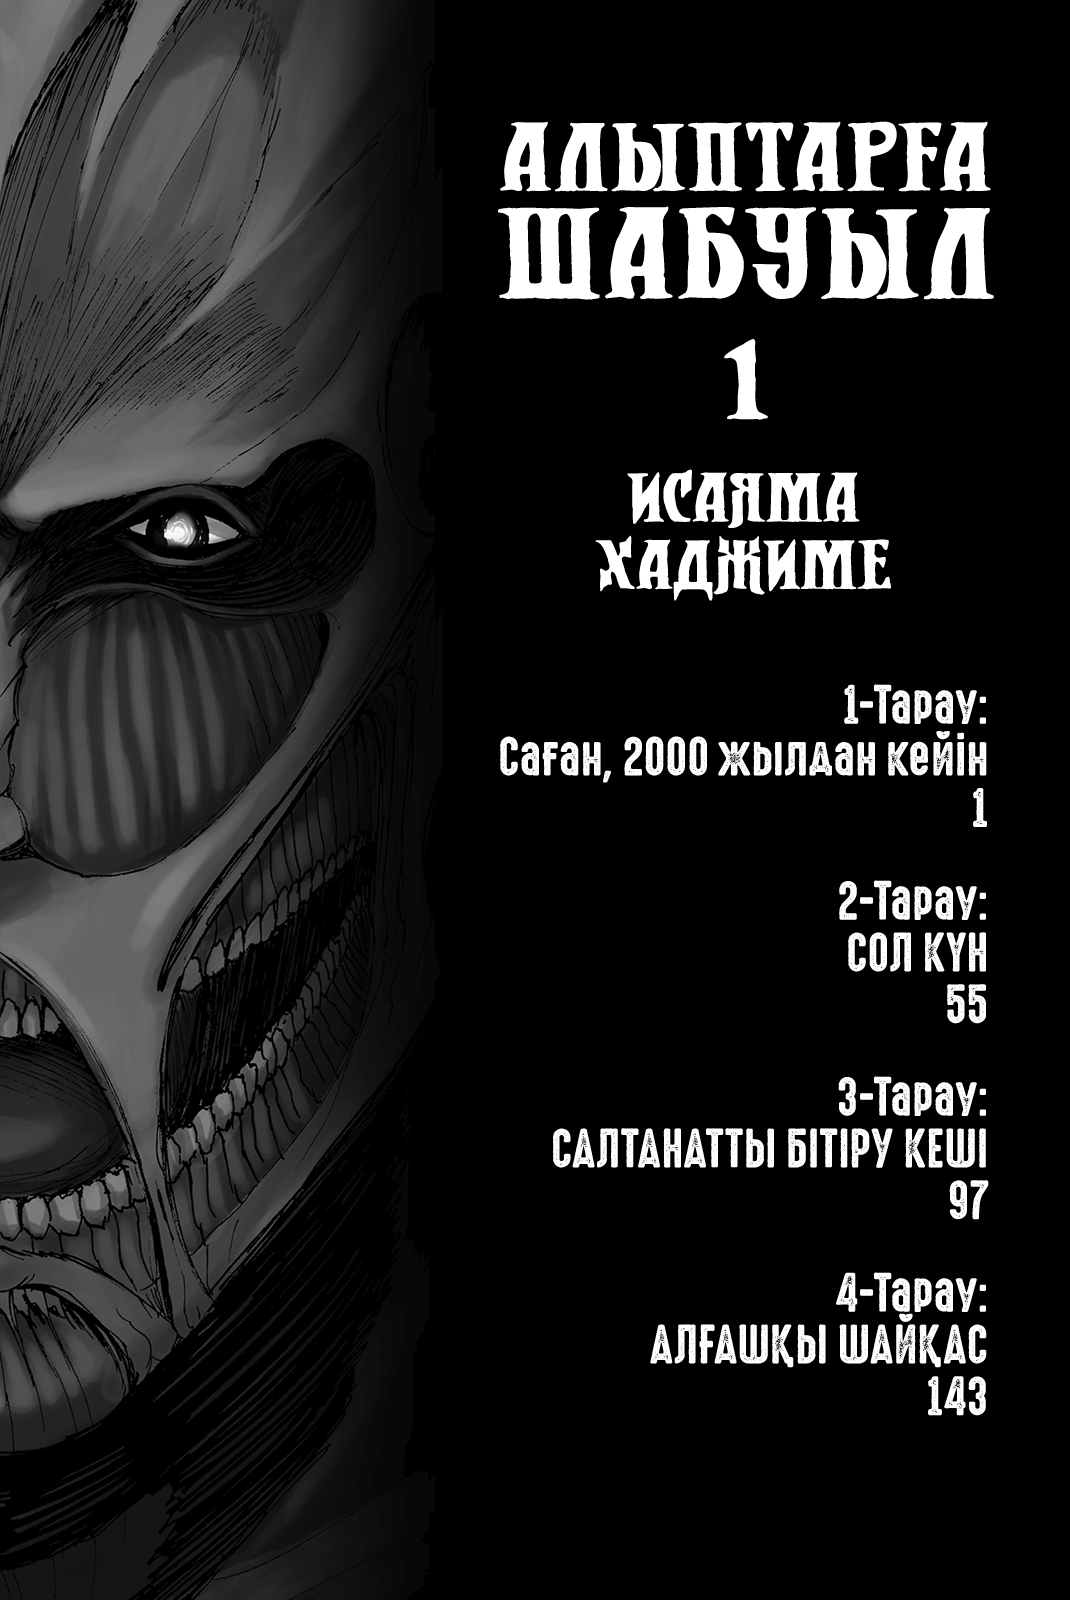 АЛЫПТАРҒА
ШАБУЫЛ
1
ИСАЯМА
ХАДЖИМЕ
1-Тарау:
Саған, 2000 жылдан кейін
1
2-Тарау:
СОЛ КҮН
55
3-Тарау:
САЛТАНАТТЫ БІТІРУ КЕШІ
97
4-Тарау:
АЛҒАШҚЫ ШАЙҚАС
143